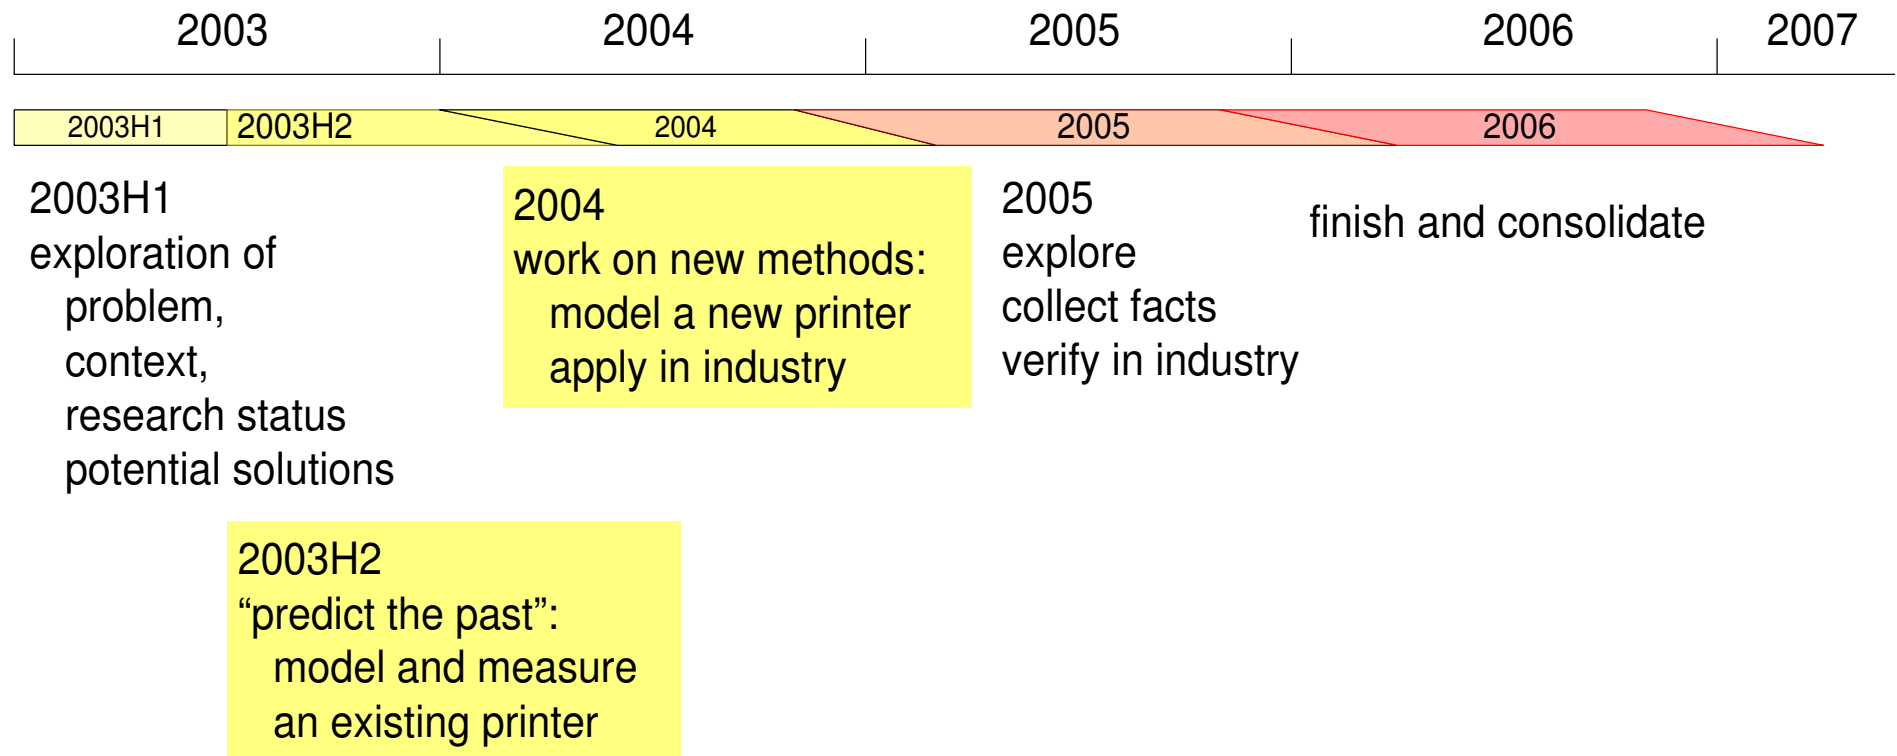 2003 2004 2005 2006 2007
2003H1 2003H2 2004 2005 2006
2003H1
exploration of
problem,
context,
research status
potential solutions
2003H2
“predict the past”:
model and measure
an existing printer
2004
work on new methods:
model a new printer
apply in industry
2005
explore
collect facts
verify in industry
finish and consolidate